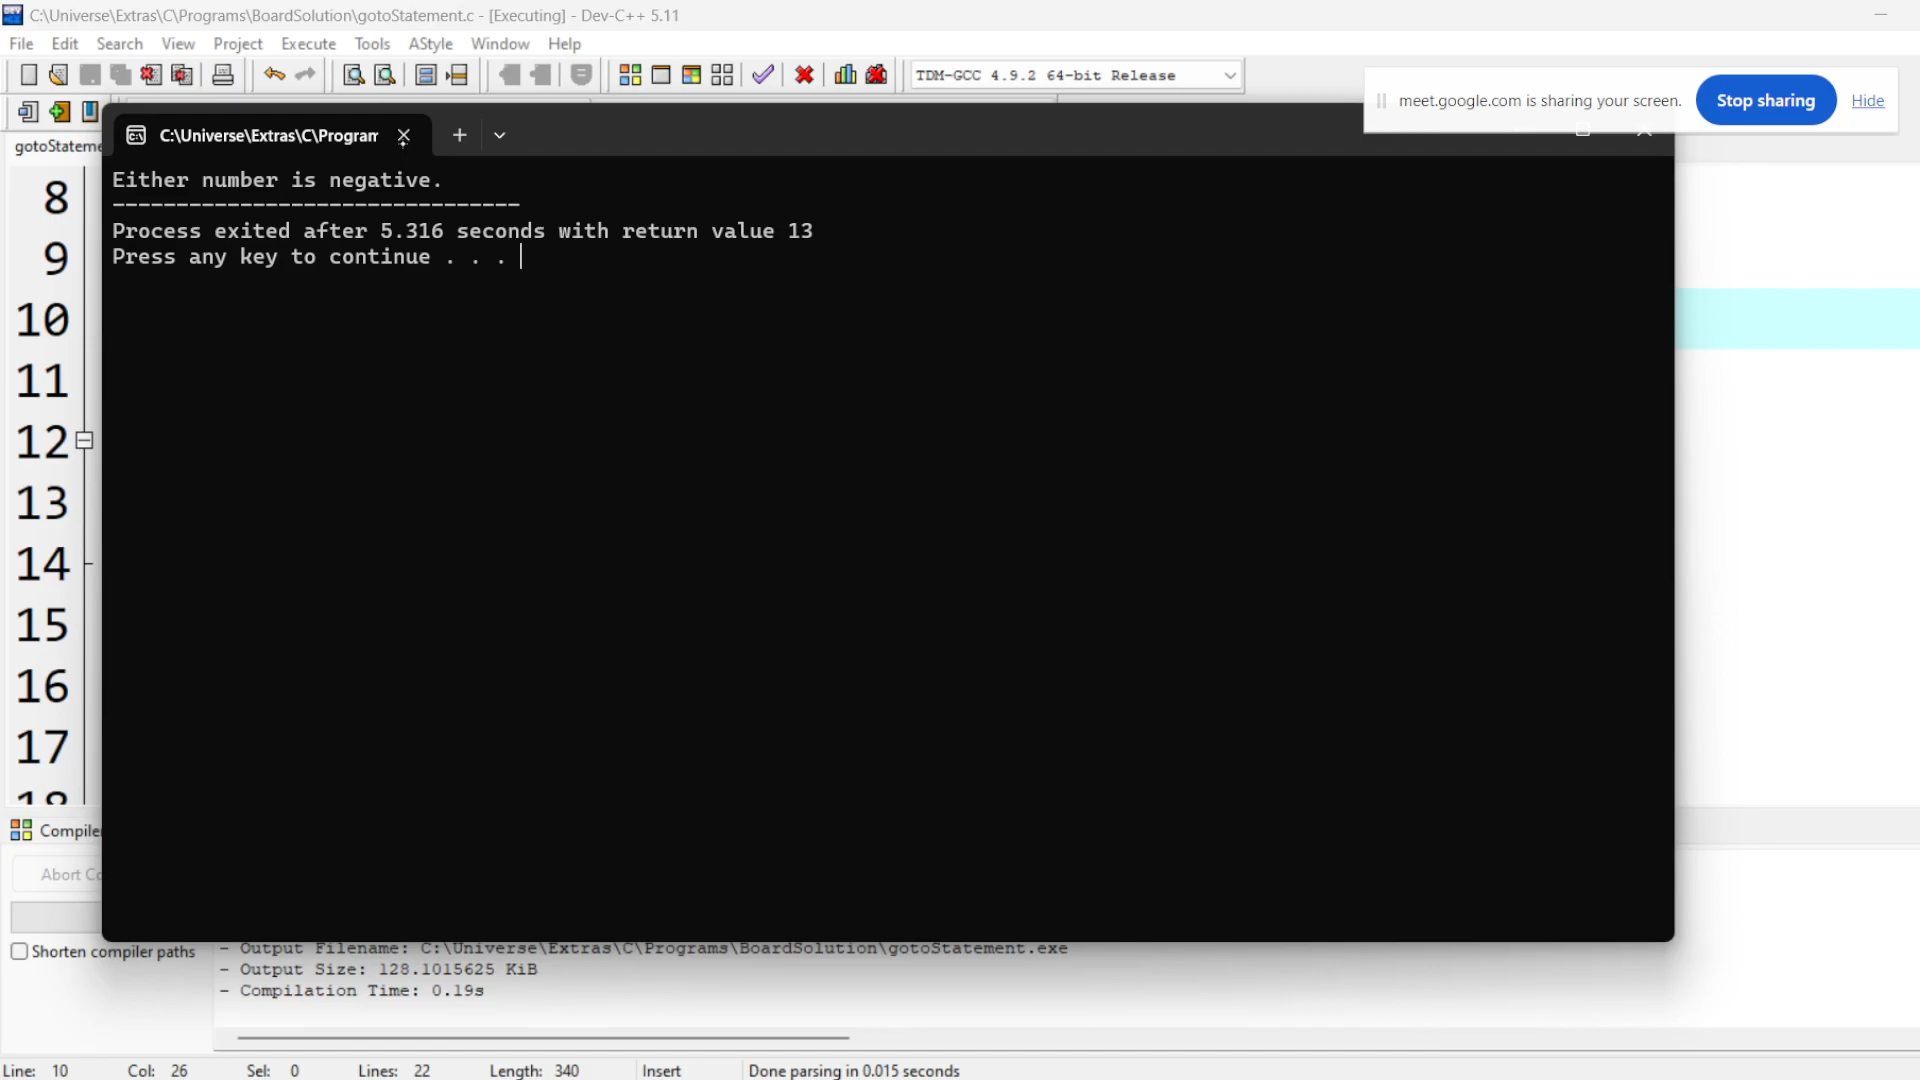 C:\Universe\Extras\C\Programs\BoardSolution\gotoStatement.c - [Executing] - Dev-C++ 5.11
File Edit Search View Project Execute Tools AStyle Window Help
TDM-GCC 4.9.2 64-bit Release
meet.google.com is sharing your screen. Stop sharing Hide
C:\Universe\Extras\C\Program
gotoStateme
Either number is negative.
--------------------------------
Process exited after 5.316 seconds with return value 13
Press any key to continue . . .
8
9
10
11
12
13
14
15
16
17
18
Compiler
Abort Co
Shorten compiler paths
- Output Filename: C:\Universe\Extras\C\Programs\BoardSolution\gotoStatement.exe
- Output Size: 128.1015625 KiB
- Compilation Time: 0.19s
Line: 10 Col: 26 Sel: 0 Lines: 22 Length: 340 Insert Done parsing in 0.015 seconds